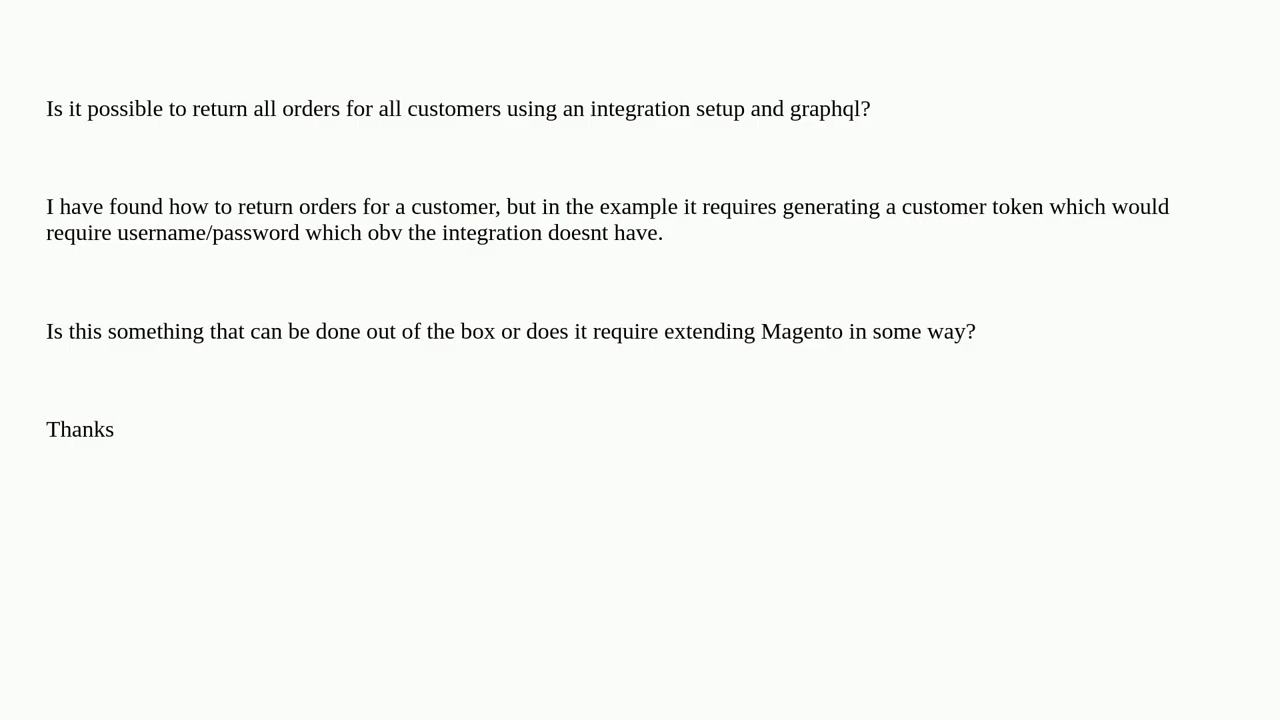 Is it possible to return all orders for all customers using an integration setup and graphql?
I have found how to return orders for a customer, but in the example it requires generating a customer token which would
require username/password which obv the integration doesnt have.
Is this something that can be done out of the box or does it require extending Magento in some way?
Thanks